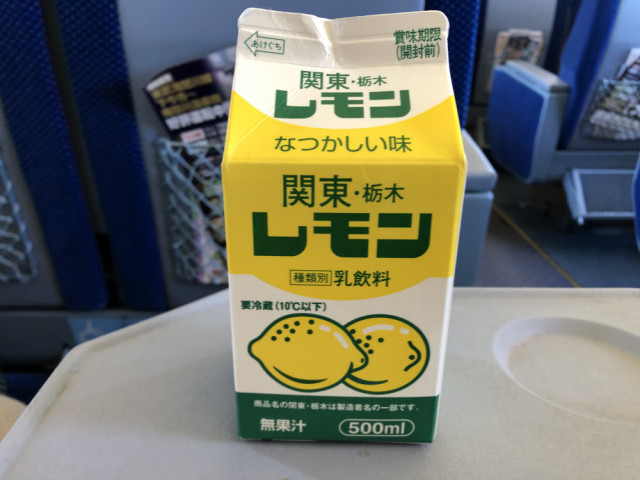 あけぐち
賞味期限
(開封前)
関東・栃木
レモン
なつかしい味
関東・栃木
レモン
種類別 乳飲料
要冷蔵(10℃以下)
商品名の関東・栃木は製造者名の一部です。
無果汁
500ml